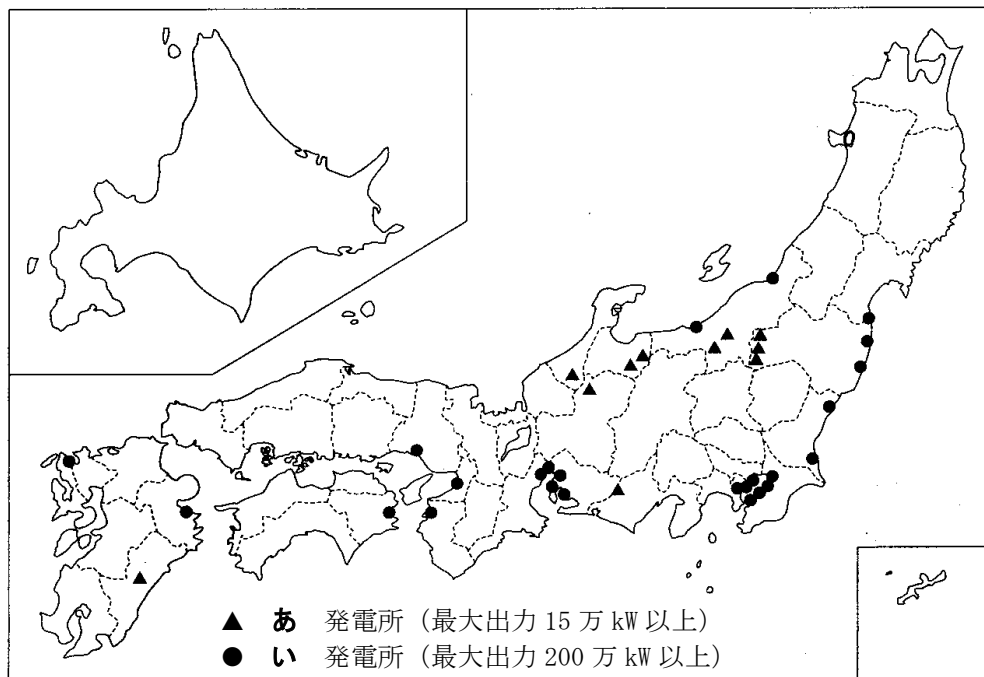 ▲ あ 発電所 (最大出力 15 万 kW 以上)
● い 発電所 (最大出力 200 万 kW 以上)